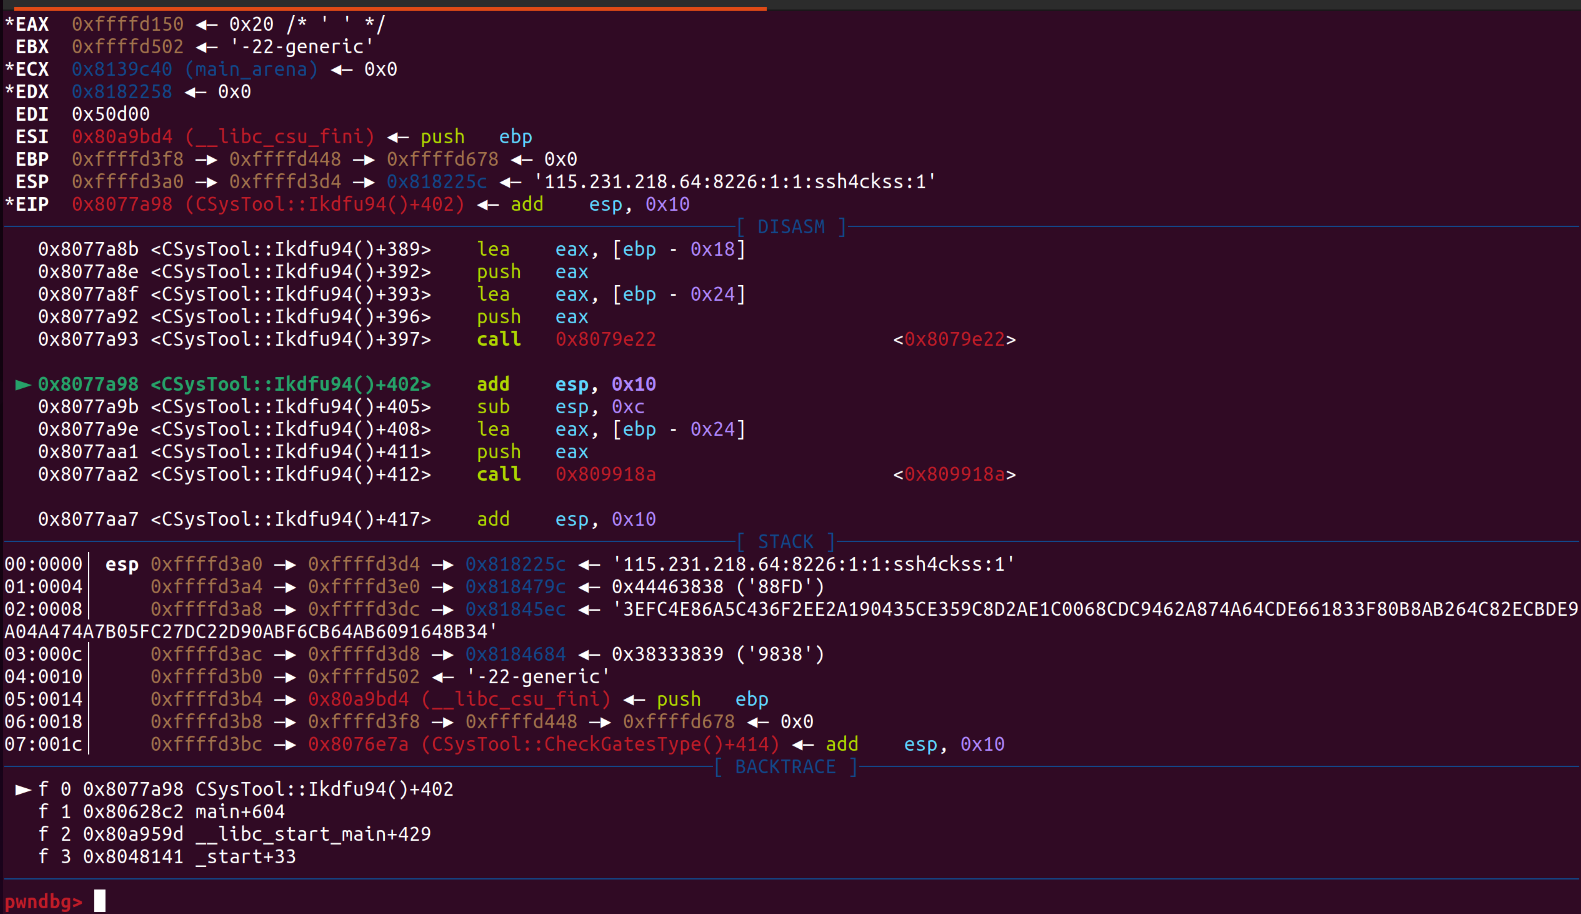 *EAX  0xffffd150 ◂— 0x20 /* ' ' */
 EBX  0xffffd502 ◂— '-22-generic'
*ECX  0x8139c40 (main_arena) ◂— 0x0
*EDX  0x8182258 ◂— 0x0
 EDI  0x50d00
 ESI  0x80a9bd4 (__libc_csu_fini) ◂— push   ebp
 EBP  0xffffd3f8 —▸ 0xffffd448 —▸ 0xffffd678 ◂— 0x0
 ESP  0xffffd3a0 —▸ 0xffffd3d4 —▸ 0x818225c ◂— '115.231.218.64:8226:1:1:ssh4ckss:1'
*EIP  0x8077a98 (CSysTool::Ikdfu94()+402) ◂— add    esp, 0x10
[ DISASM ]
   0x8077a8b <CSysTool::Ikdfu94()+389>    lea    eax, [ebp - 0x18]
   0x8077a8e <CSysTool::Ikdfu94()+392>    push   eax
   0x8077a8f <CSysTool::Ikdfu94()+393>    lea    eax, [ebp - 0x24]
   0x8077a92 <CSysTool::Ikdfu94()+396>    push   eax
   0x8077a93 <CSysTool::Ikdfu94()+397>    call   0x8079e22                     <0x8079e22>
 ► 0x8077a98 <CSysTool::Ikdfu94()+402>    add    esp, 0x10
   0x8077a9b <CSysTool::Ikdfu94()+405>    sub    esp, 0xc
   0x8077a9e <CSysTool::Ikdfu94()+408>    lea    eax, [ebp - 0x24]
   0x8077aa1 <CSysTool::Ikdfu94()+411>    push   eax
   0x8077aa2 <CSysTool::Ikdfu94()+412>    call   0x809918a                     <0x809918a>
   0x8077aa7 <CSysTool::Ikdfu94()+417>    add    esp, 0x10
[ STACK ]
00:0000│ esp 0xffffd3a0 —▸ 0xffffd3d4 —▸ 0x818225c ◂— '115.231.218.64:8226:1:1:ssh4ckss:1'
01:0004│     0xffffd3a4 —▸ 0xffffd3e0 —▸ 0x818479c ◂— 0x44463838 ('88FD')
02:0008│     0xffffd3a8 —▸ 0xffffd3dc —▸ 0x81845ec ◂— '3EFC4E86A5C436F2EE2A190435CE359C8D2AE1C0068CDC9462A874A64CDE661833F80B8AB264C82ECBDE9
A04A474A7B05FC27DC22D90ABF6CB64AB6091648B34'
03:000c│     0xffffd3ac —▸ 0xffffd3d8 —▸ 0x8184684 ◂— 0x38333839 ('9838')
04:0010│     0xffffd3b0 —▸ 0xffffd502 ◂— '-22-generic'
05:0014│     0xffffd3b4 —▸ 0x80a9bd4 (__libc_csu_fini) ◂— push   ebp
06:0018│     0xffffd3b8 —▸ 0xffffd3f8 —▸ 0xffffd448 —▸ 0xffffd678 ◂— 0x0
07:001c│     0xffffd3bc —▸ 0x8076e7a (CSysTool::CheckGatesType()+414) ◂— add    esp, 0x10
[ BACKTRACE ]
 ► f 0 0x8077a98 CSysTool::Ikdfu94()+402
   f 1 0x80628c2 main+604
   f 2 0x80a959d __libc_start_main+429
   f 3 0x8048141 _start+33
pwndbg>